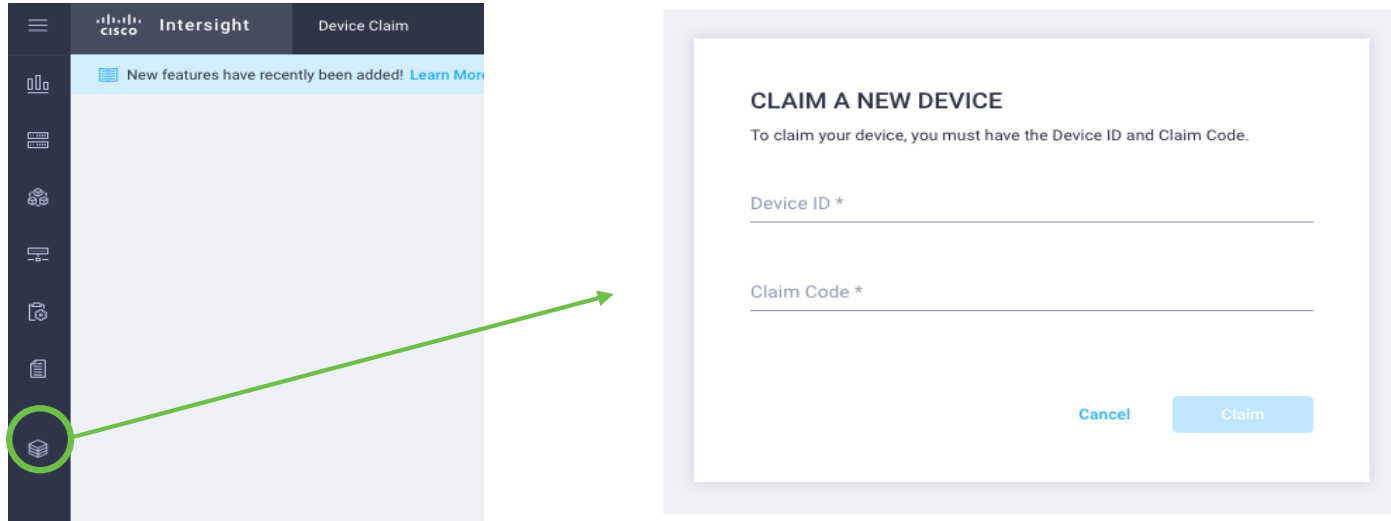 cisco
Intersight
Device Claim
New features have recently been added! Learn More
CLAIM A NEW DEVICE
To claim your device, you must have the Device ID and Claim Code.
Device ID *
Claim Code *
Cancel
Claim